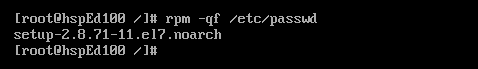 [root@hspEd100 /]# rpm -qf /etc/passwd
setup-2.8.71-11.el7.noarch
[root@hspEd100 /]#